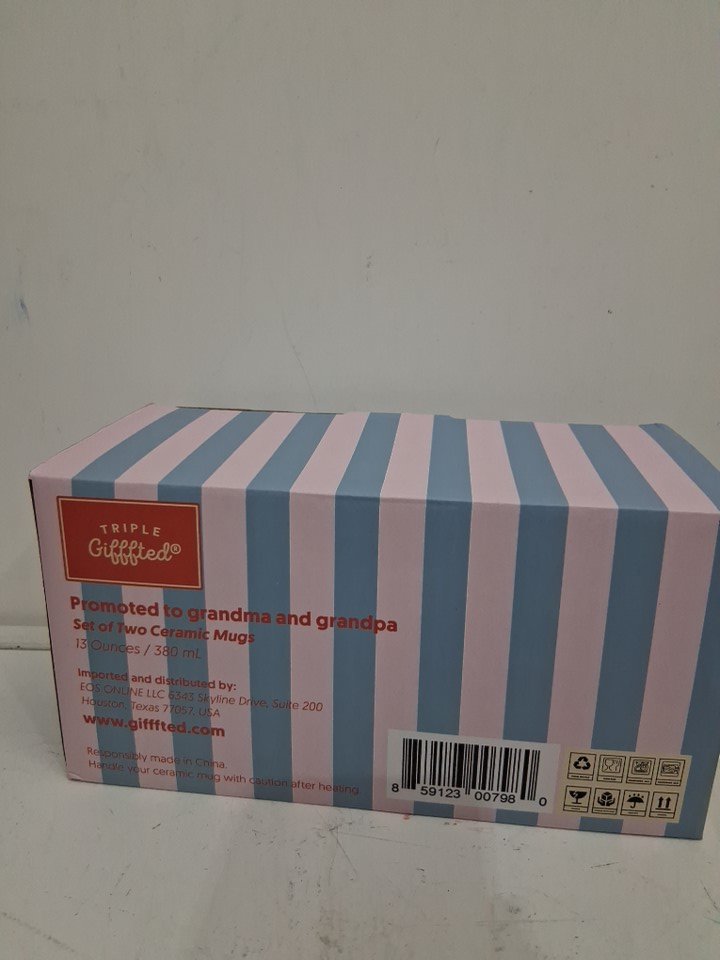 TRIPLE
Gifffted®
Promoted to grandma and grandpa
Set of Two Ceramic Mugs
13 Ounces / 380 mL
Imported and distributed by:
EOS ONLINE LLC 6343 Skyline Drive, Suite 200
Houston, Texas 77057, USA
www.gifffted.com
Responsibly made in China.
Handle your ceramic mug with caution after heating
8 59123 00798 0